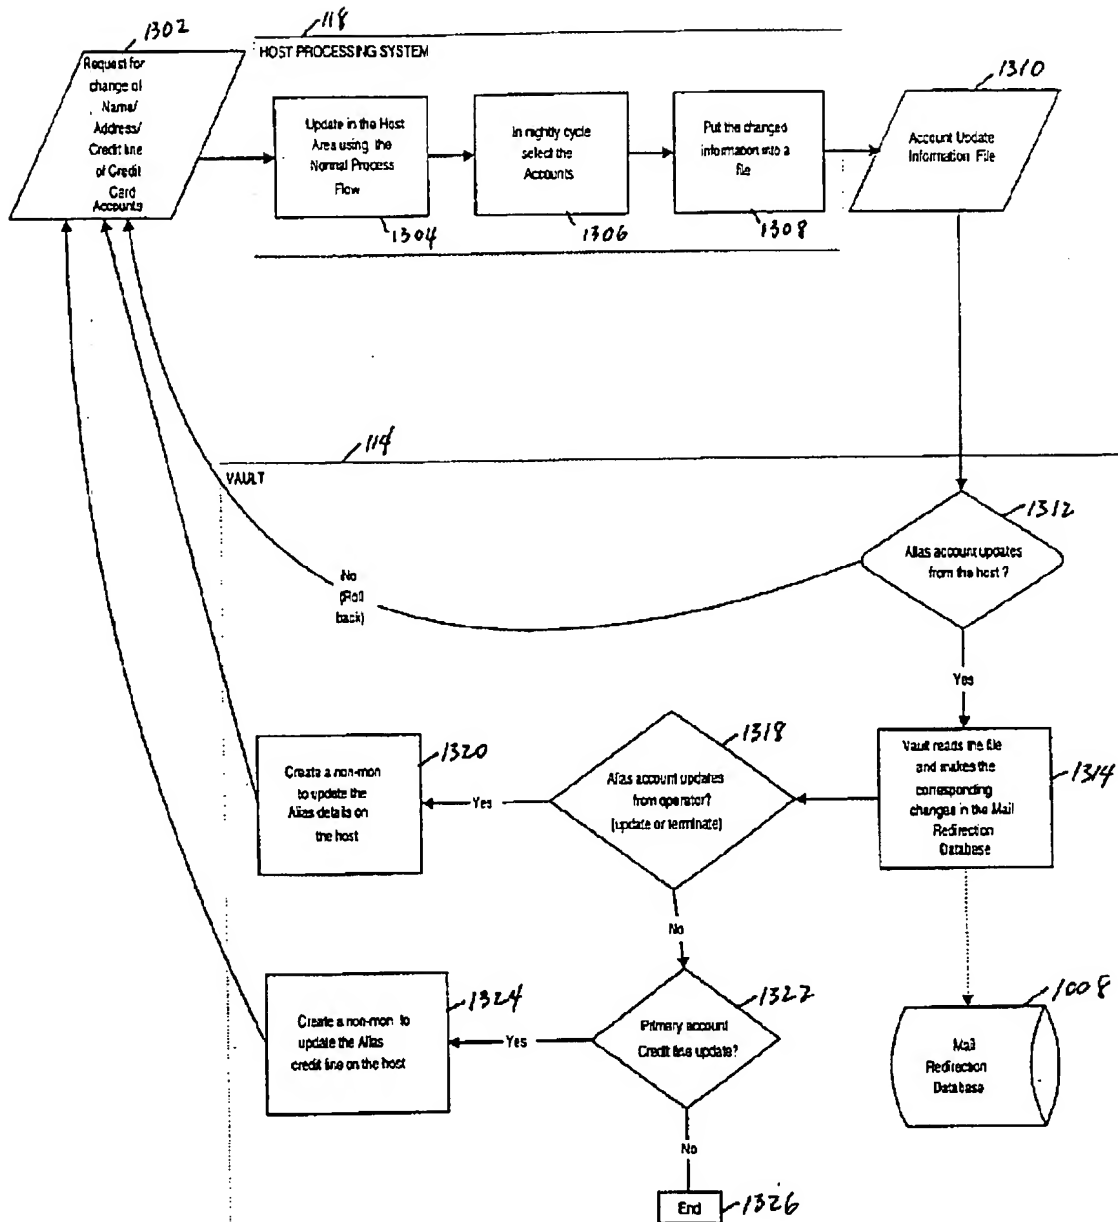 1302
118
HOST PROCESSING SYSTEM
Request for
change of
Name/
Address/
Credit line
of Credit
Card
Accounts
Update in the Host
Area using the
Normal Process
Flow
1304
In nightly cycle
select the
Accounts
1306
Put the changed
information into a
file
1308
1310
Account Update
Information File
114
VAULT
1312
Alias account updates
from the host ?
No
(Roll
back)
Yes
1314
Vault reads the file
and makes the
corresponding
changes in the Mail
Redirection
Database
1318
Alias account updates
from operator?
(update or terminate)
Yes
1320
Create a non-mon
to update the
Alias details on
the host
No
1322
Primary account
Credit line update?
Yes
1324
Create a non-mon to
update the Alias
credit line on the host
1008
Mail
Redirection
Database
No
End
1326